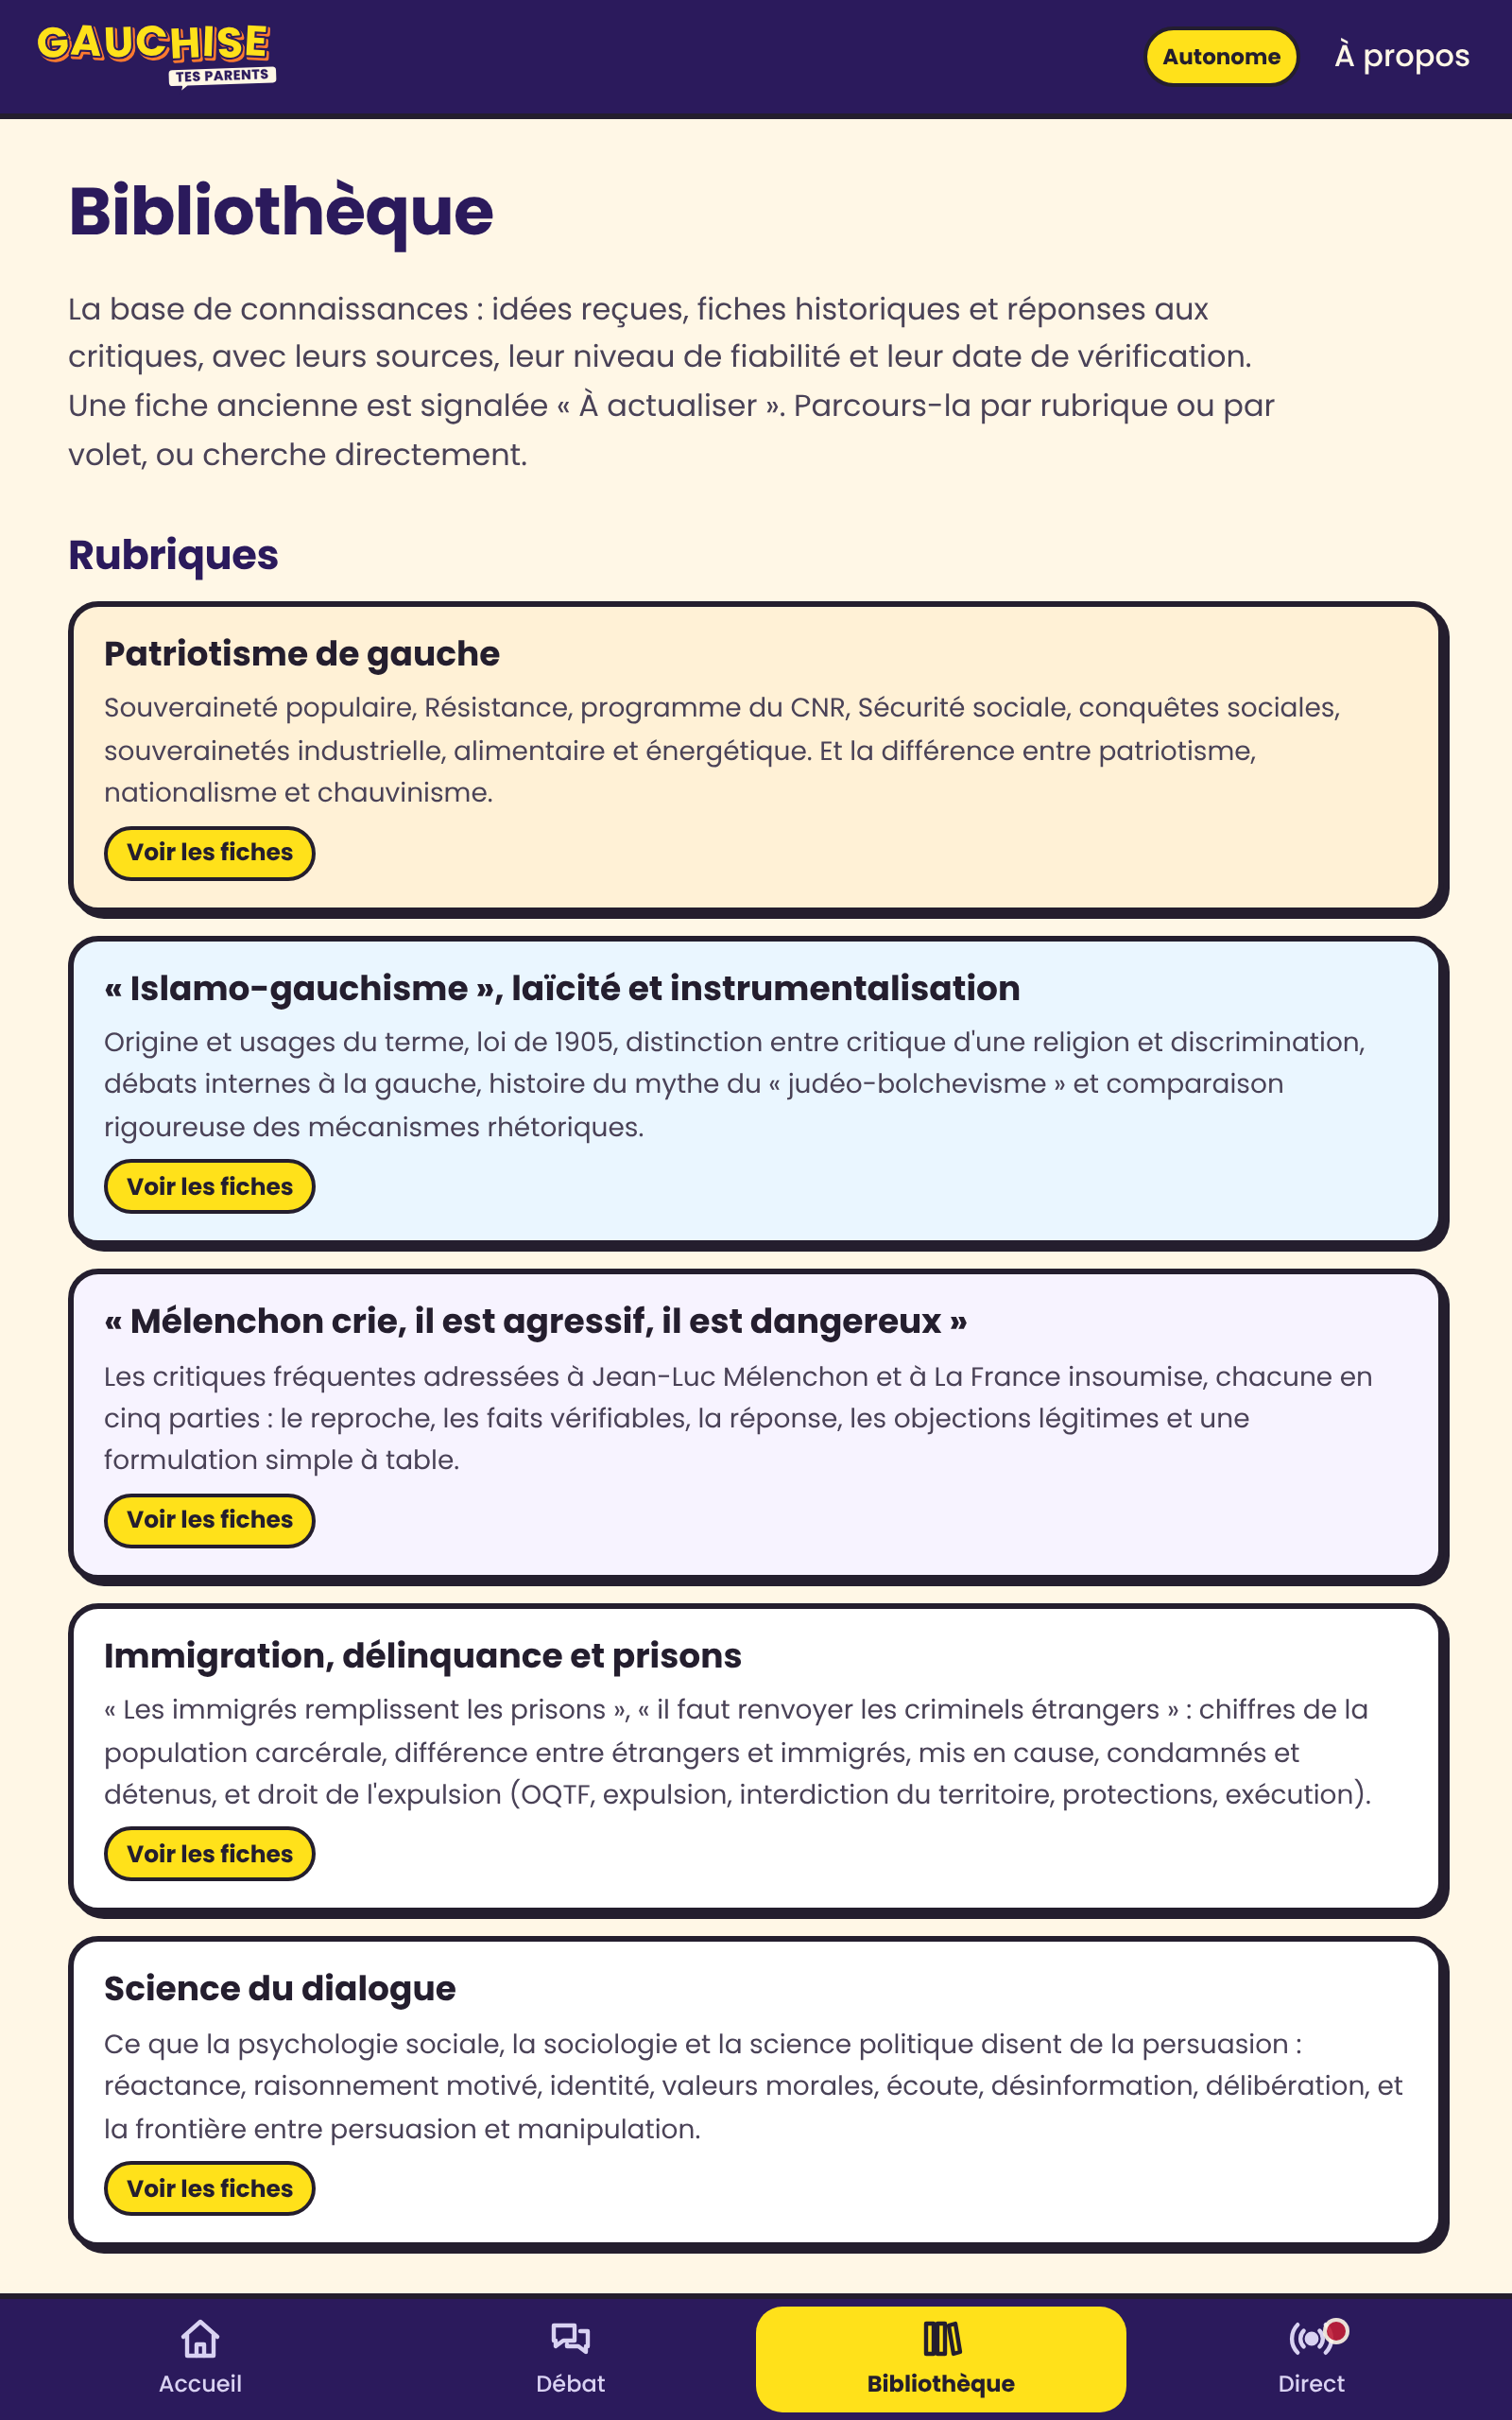 GAUCHISE
TES PARENTS
Autonome
À propos
Bibliothèque
La base de connaissances : idées reçues, fiches historiques et réponses aux
critiques, avec leurs sources, leur niveau de fiabilité et leur date de vérification.
Une fiche ancienne est signalée « À actualiser ». Parcours-la par rubrique ou par
volet, ou cherche directement.
Rubriques
Patriotisme de gauche
Souveraineté populaire, Résistance, programme du CNR, Sécurité sociale, conquêtes sociales,
souverainetés industrielle, alimentaire et énergétique. Et la différence entre patriotisme,
nationalisme et chauvinisme.
Voir les fiches
« Islamo-gauchisme », laïcité et instrumentalisation
Origine et usages du terme, loi de 1905, distinction entre critique d'une religion et discrimination,
débats internes à la gauche, histoire du mythe du « judéo-bolchevisme » et comparaison
rigoureuse des mécanismes rhétoriques.
Voir les fiches
« Mélenchon crie, il est agressif, il est dangereux »
Les critiques fréquentes adressées à Jean-Luc Mélenchon et à La France insoumise, chacune en
cinq parties : le reproche, les faits vérifiables, la réponse, les objections légitimes et une
formulation simple à table.
Voir les fiches
Immigration, délinquance et prisons
« Les immigrés remplissent les prisons », « il faut renvoyer les criminels étrangers » : chiffres de la
population carcérale, différence entre étrangers et immigrés, mis en cause, condamnés et
détenus, et droit de l'expulsion (OQTF, expulsion, interdiction du territoire, protections, exécution).
Voir les fiches
Science du dialogue
Ce que la psychologie sociale, la sociologie et la science politique disent de la persuasion :
réactance, raisonnement motivé, identité, valeurs morales, écoute, désinformation, délibération, et
la frontière entre persuasion et manipulation.
Voir les fiches
Accueil
Débat
Bibliothèque
Direct